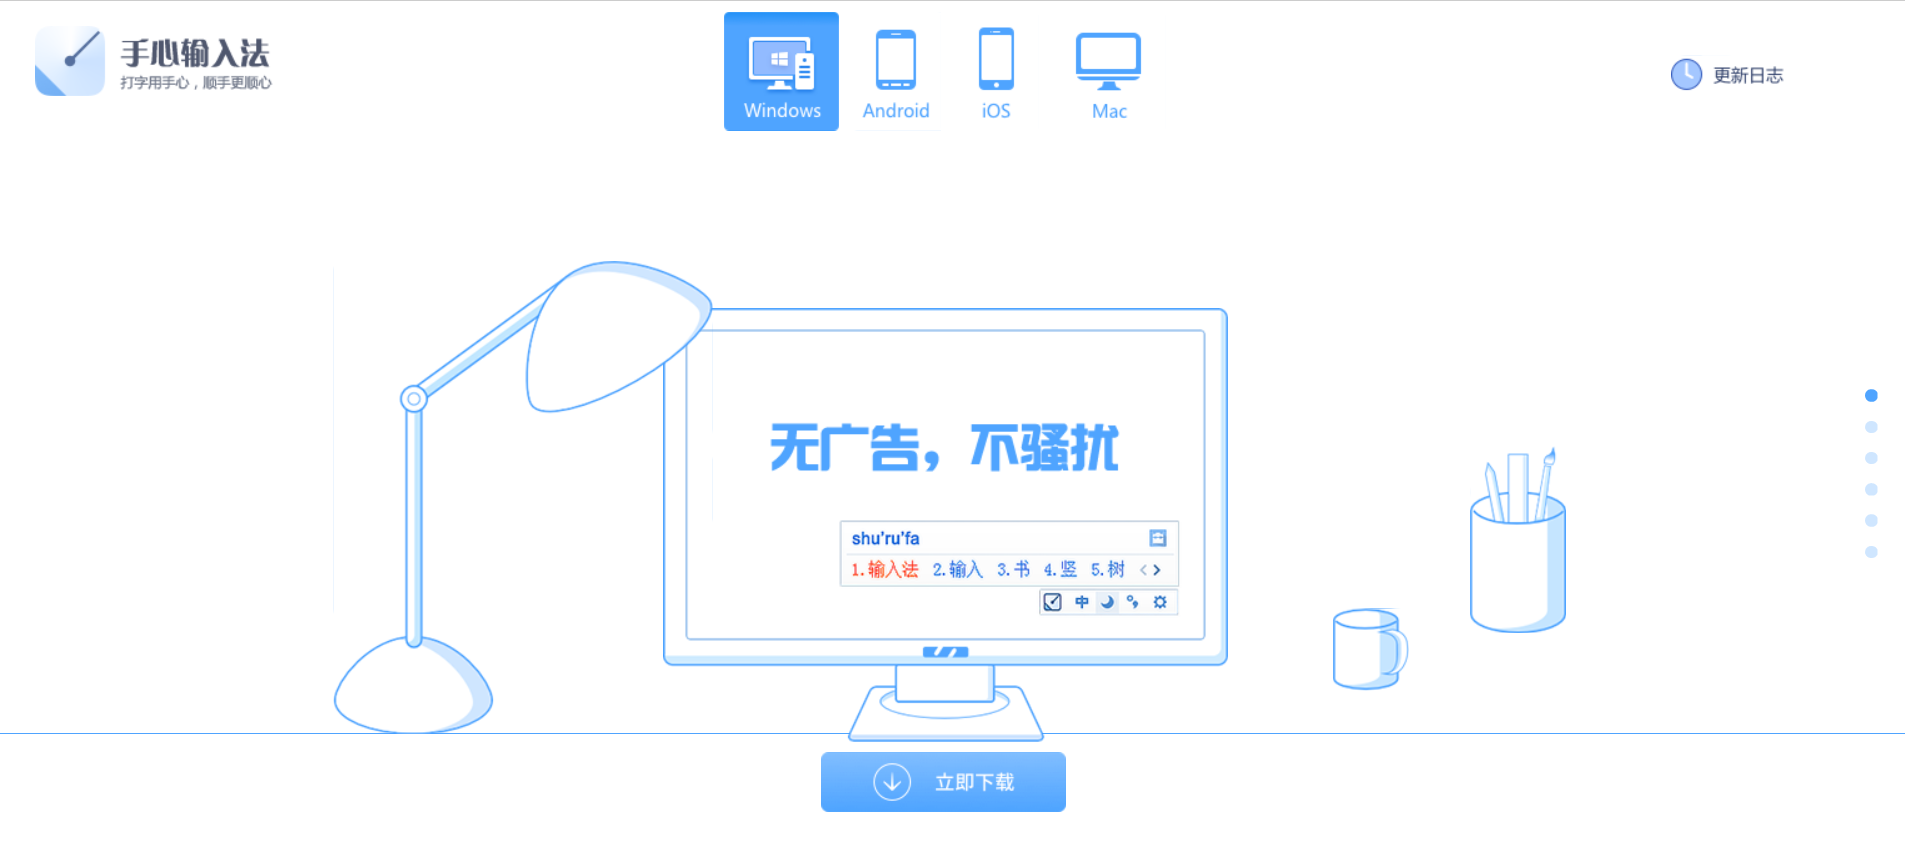 手心输入法
打字用手心，顺手更顺心
Windows
Android
iOS
Mac
更新日志
无广告，不骚扰
shu'ru'fa
1.输入法 2.输入 3.书 4.竖 5.树
中
立即下载